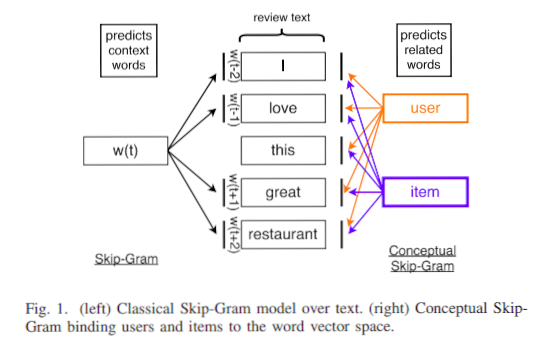 review text
predicts
context
words
predicts
related
words
w(t-2)
I
w(t-1)
love
user
w(t)
this
w(t+1)
great
item
w(t+2)
restaurant
Skip-Gram
Conceptual
Skip-Gram
Fig. 1. (left) Classical Skip-Gram model over text. (right) Conceptual Skip-
Gram binding users and items to the word vector space.